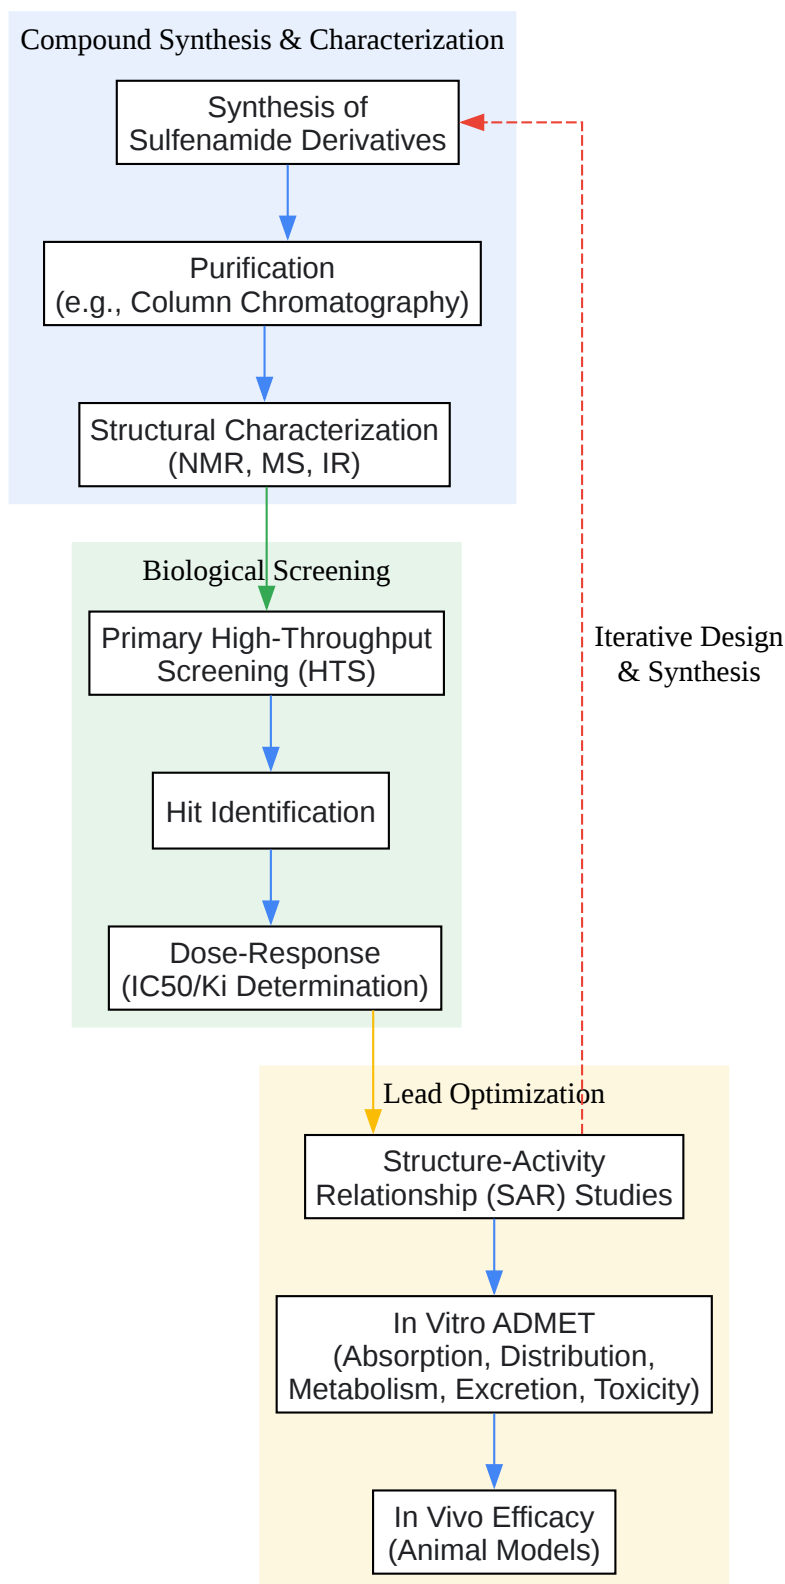 Compound Synthesis & Characterization
Synthesis of
Sulfenamide Derivatives
Purification
(e.g., Column Chromatography)
Structural Characterization
(NMR, MS, IR)
Biological Screening
Primary High-Throughput
Screening (HTS)
Iterative Design
& Synthesis
Hit Identification
Dose-Response
(IC50/Ki Determination)
Lead Optimization
Structure-Activity
Relationship (SAR) Studies
In Vitro ADMET
(Absorption, Distribution,
Metabolism, Excretion, Toxicity)
In Vivo Efficacy
(Animal Models)